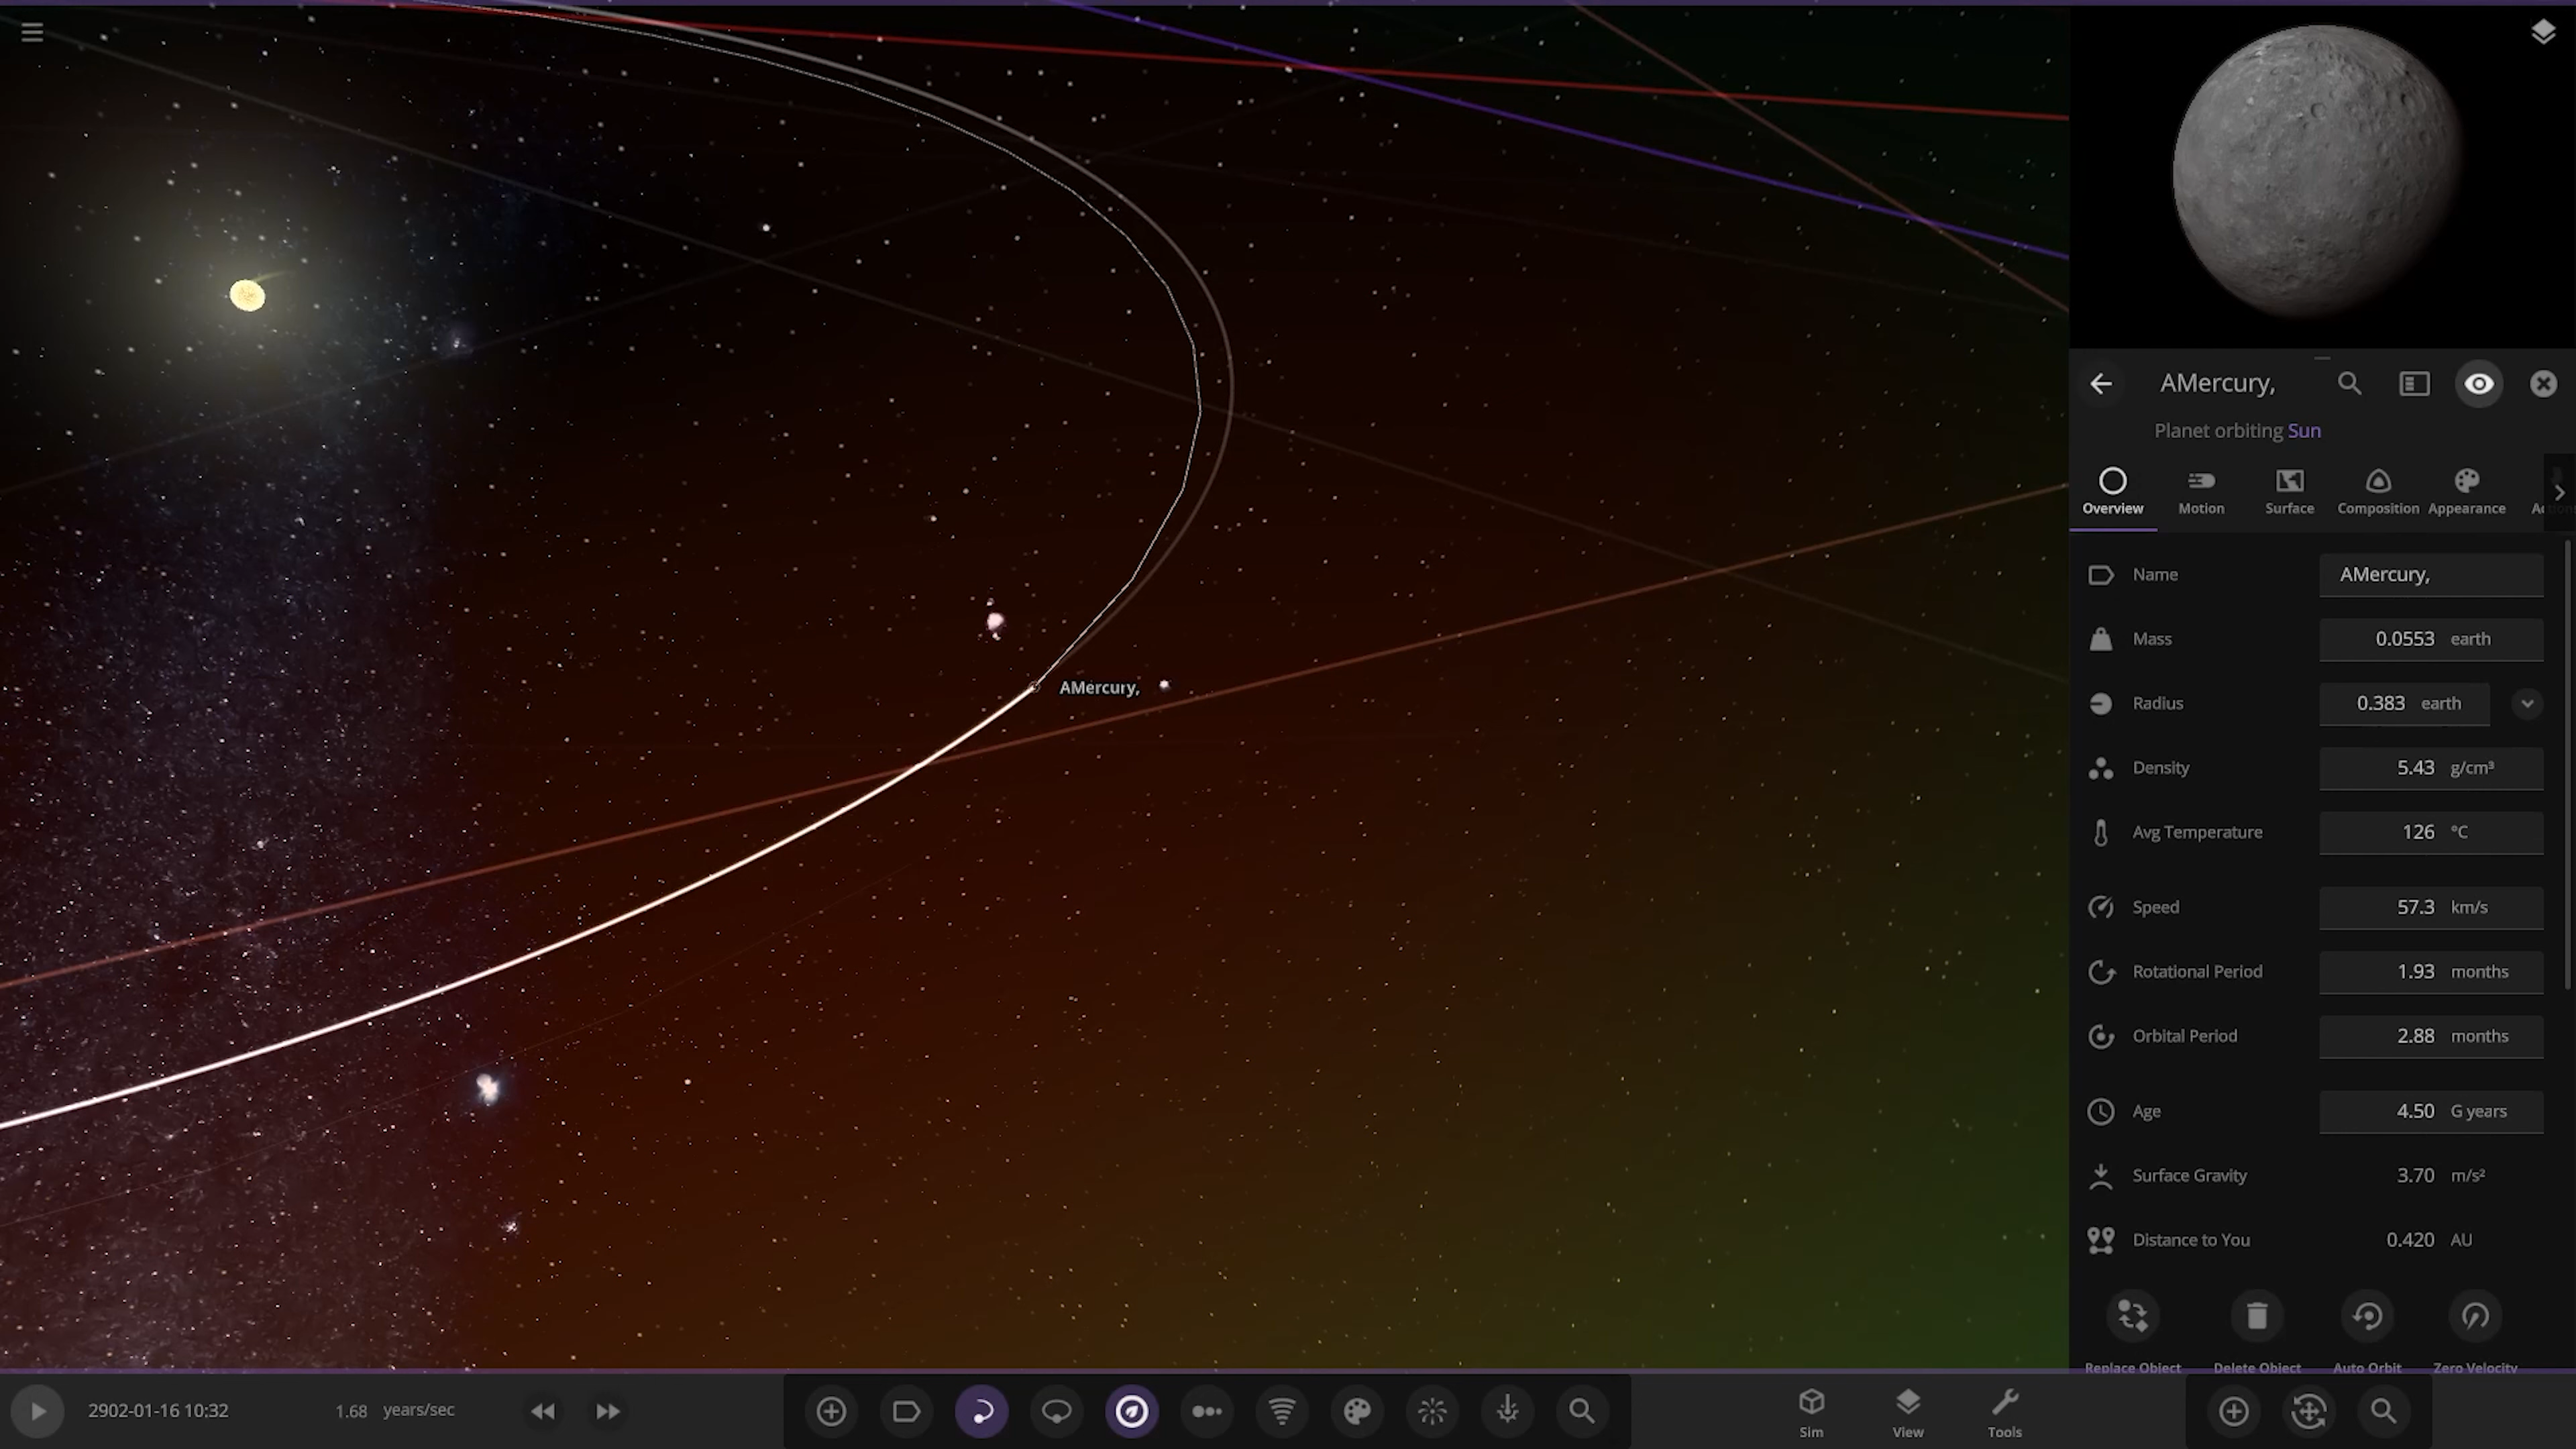 AMercury,
Planet orbiting Sun
Overview Motion Surface Composition Appearance
Name AMercury,
Mass 0.0553 earth
Radius 0.383 earth
AMercury,
Density 5.43 g/cm³
Avg Temperature 126 °C
Speed 57.3 km/s
Rotational Period 1.93 months
Orbital Period 2.88 months
Age 4.50 G years
Surface Gravity 3.70 m/s²
Distance to You 0.420 AU
Replace Object Delete Object Auto Orbit Zero Velocity
2902-01-16 10:32 1.68 years/sec
Sim View Tools